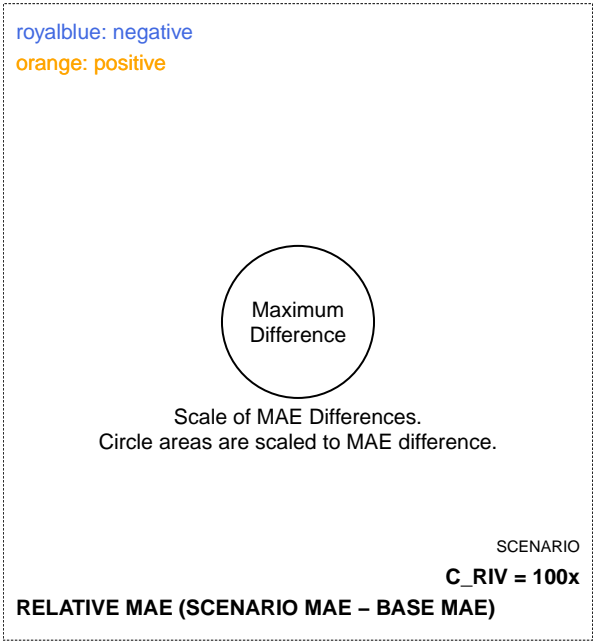 royalblue: negative
orange: positive
Maximum
Difference
Scale of MAE Differences.
Circle areas are scaled to MAE difference.
SCENARIO
C_RIV = 100x
RELATIVE MAE (SCENARIO MAE – BASE MAE)